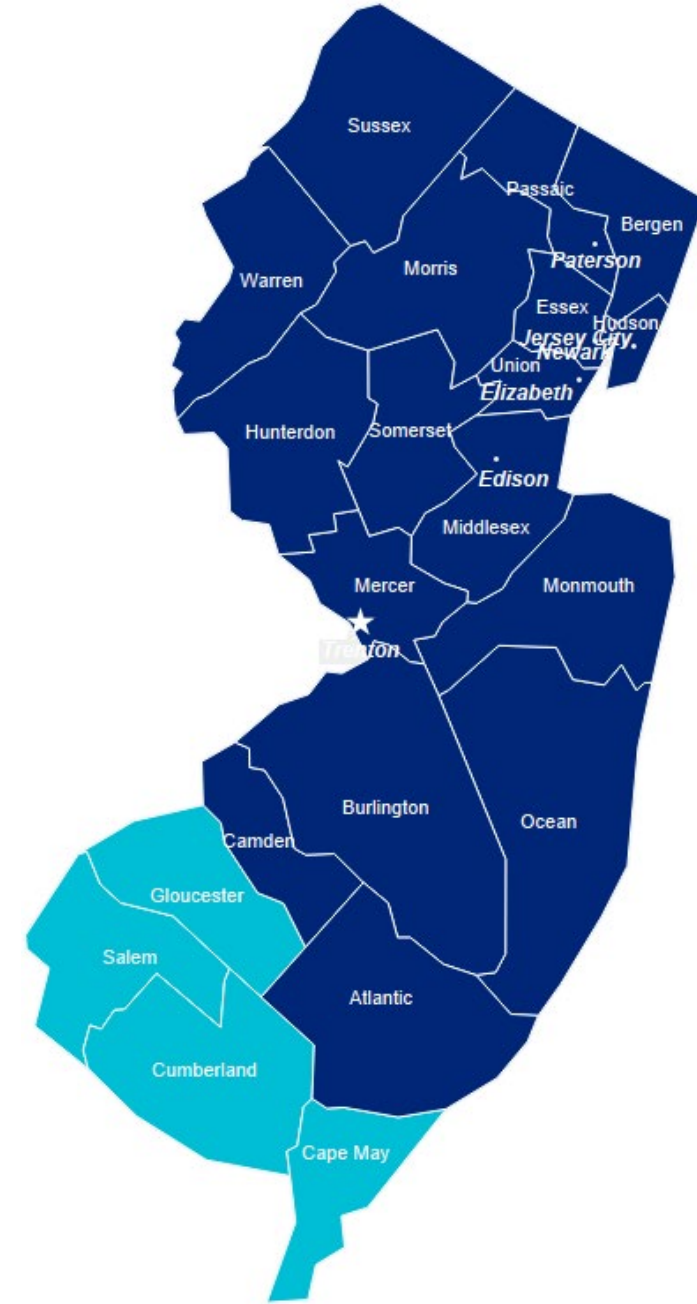 Sussex
Passaic
Bergen
Paterson
Morris
Warren
Essex
Hudson
Jersey City
Newark
Union
Elizabeth
Hunterdon
Somerset
Edison
Middlesex
Mercer
Monmouth
Trenton
Burlington
Ocean
Camden
Gloucester
Salem
Atlantic
Cumberland
Cape May